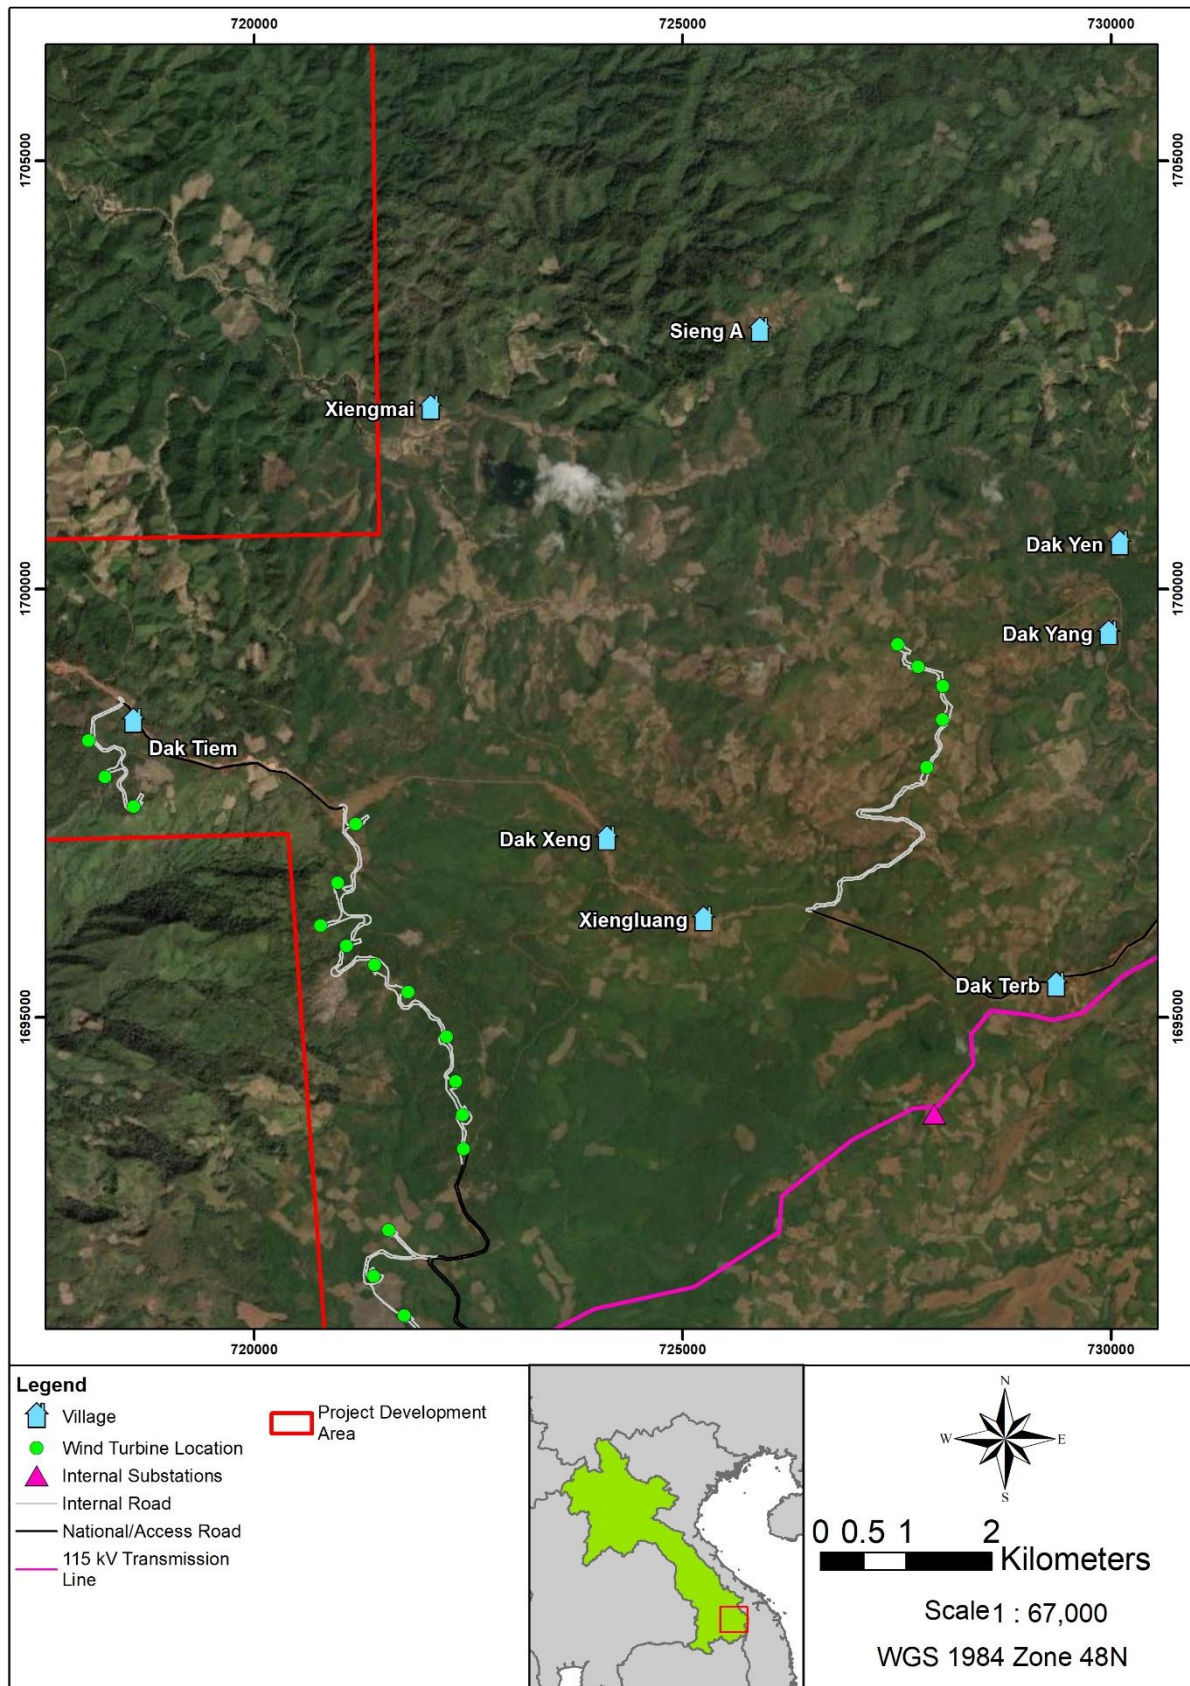 720000
725000
730000
1705000
1705000
Sieng A
Xiengmai
Dak Yen
1700000
1700000
Dak Yang
Dak Tiem
Dak Xeng
Xiengluang
Dak Terb
1695000
1695000
720000
725000
730000
Legend
Village
Wind Turbine Location
Internal Substations
Internal Road
National/Access Road
115 kV Transmission
Line
Project Development
Area
N
W
E
S
0 0.5 1 2
Kilometers
Scale 1 : 67,000
WGS 1984 Zone 48N